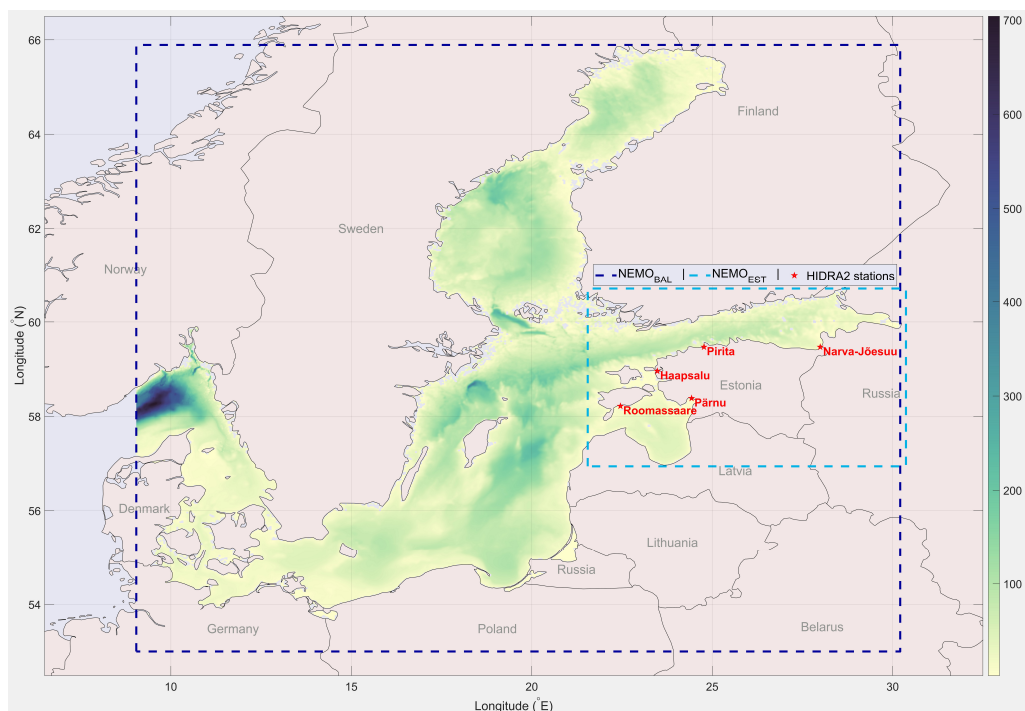 66
64
62
60
58
56
54
10
15
20
25
30
Longitude (°N)
Longitude (°E)
700
600
500
400
300
200
100
Finland
Sweden
Norway
NEMO_BAL | NEMO_EST | HIDRA2 stations
Pirita
Narva-Jõesuu
Haapsalu
Estonia
Pärnu
Russia
Roomassaare
Latvia
Denmark
Lithuania
Russia
Germany
Poland
Belarus